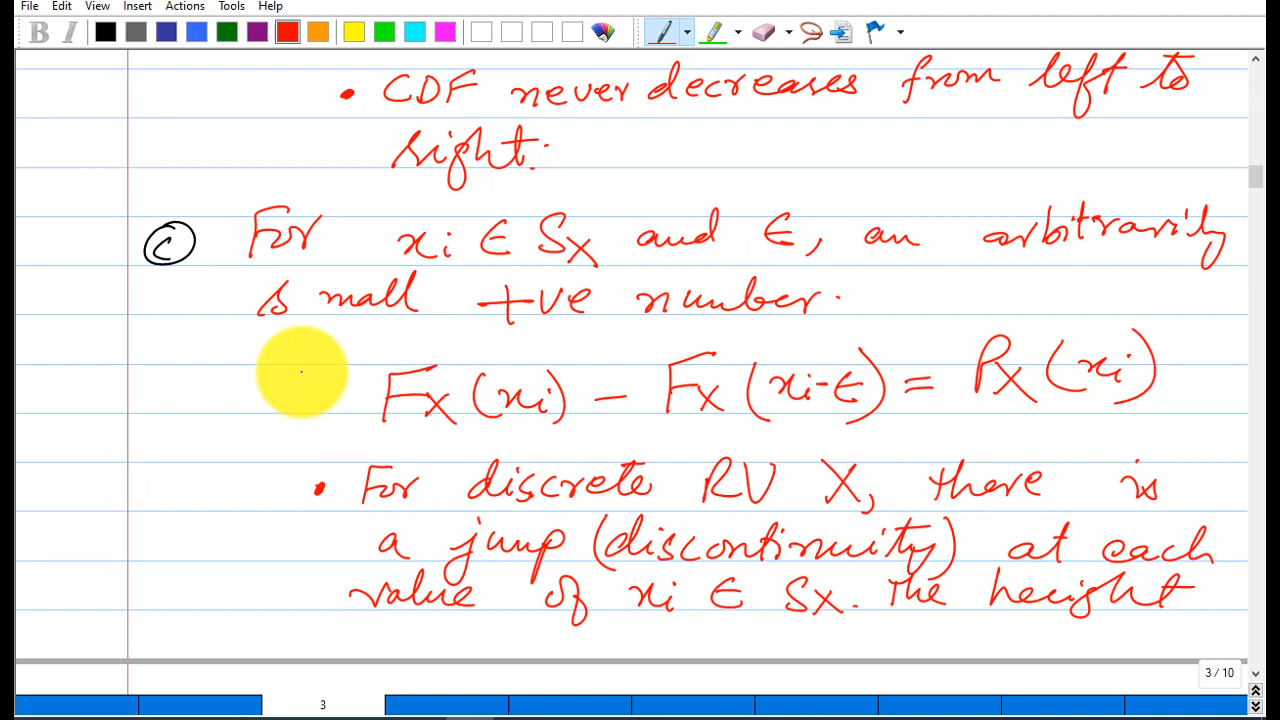 File Edit View Insert Actions Tools Help
B I
• CDF never decreases from left to
right.
(c) For xi ∈ Sx and ∈, an arbitrarily
small +ve number.
Fx (xi) - Fx (xi-∈) = Px (xi)
• For discrete RV X, there is
a jump (discontinuity) at each
value of xi ∈ Sx. The height
3 / 10
3